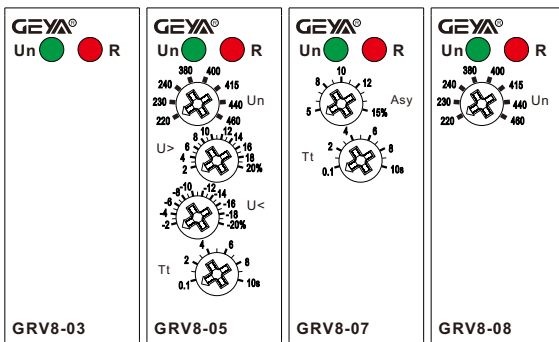 GEYA®
Un R
GRV8-03
GEYA®
Un R
220 230 240 380 400 415 440 460 Un
U> 2 4 6 8 10 12 14 16 18 20%
-2 -4 -6 -8 -10 -12 -14 -16 -18 -20% U<
Tt 0.1 2 4 6 8 10s
GRV8-05
GEYA®
Un R
5 8 10 12 15% Asy
Tt 0.1 2 4 6 8 10s
GRV8-07
GEYA®
Un R
220 230 240 380 400 415 440 460 Un
GRV8-08